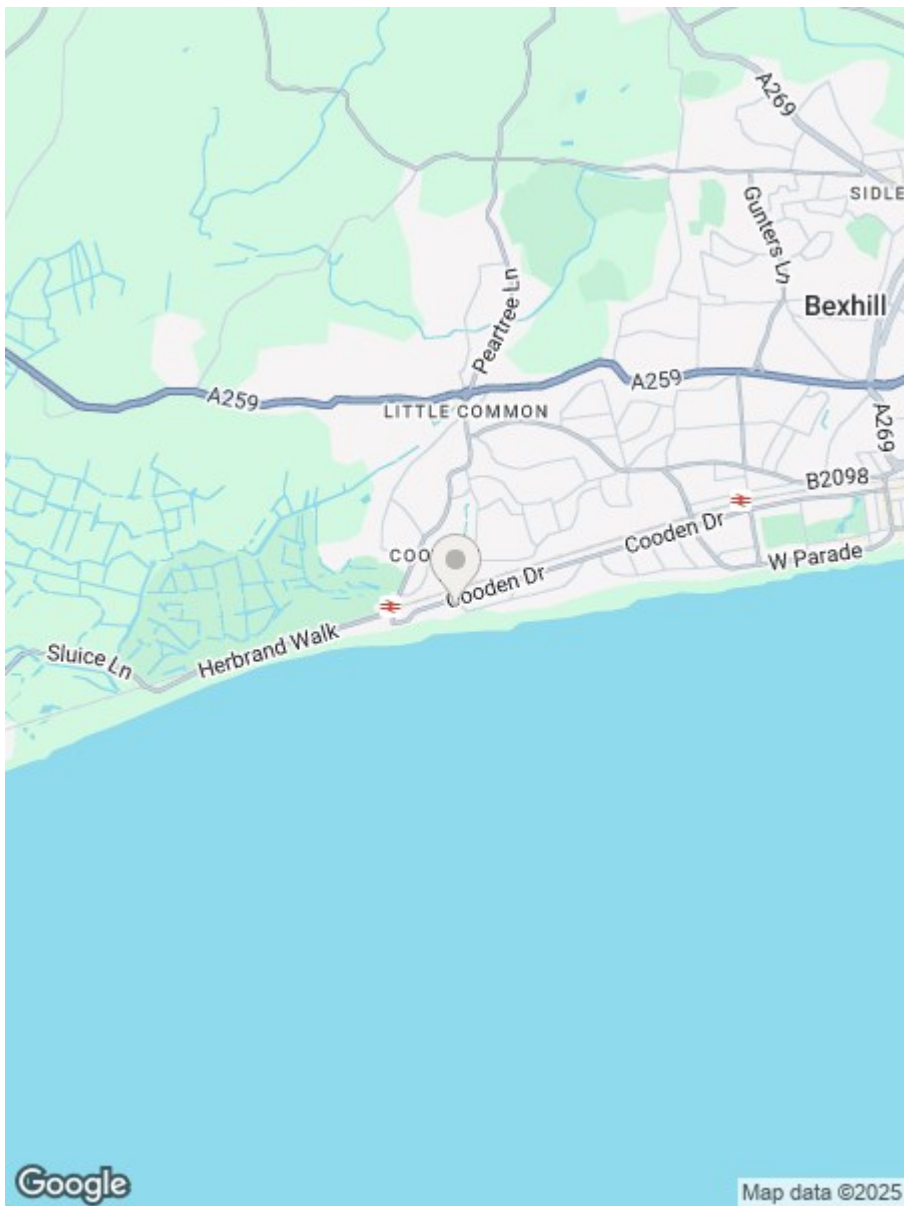 A269
SIDLE
Gunters Ln
Peartree Ln
Bexhill
A259
A259
LITTLE COMMON
A269
B2098
COO
Cooden Dr
Cooden Dr
W Parade
Herbrand Walk
Sluice Ln
Google
Map data ©2025